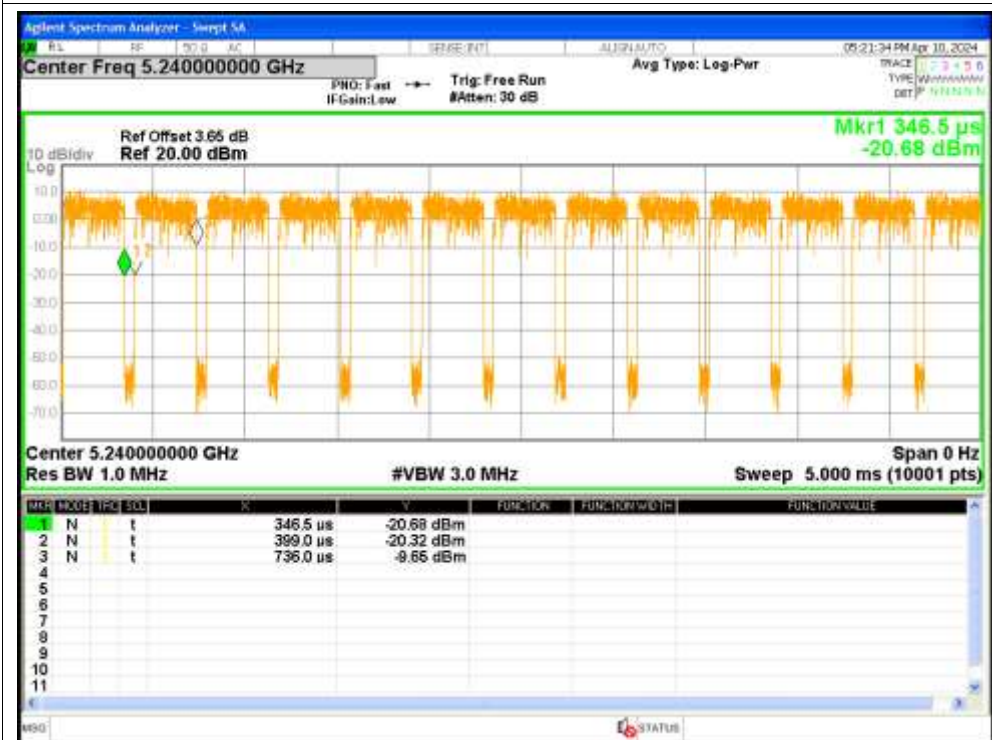 Agilent Spectrum Analyzer - Swept SA
RL RF 50 Ω AC SENSE:INT ALIGN AUTO 05:21:34 PM Apr 10, 2024
Center Freq 5.240000000 GHz
Avg Type: Log-Pwr
TRACE 1 2 3 4 5 6
PNO: Fast
Trig: Free Run
TYPE
IFGain:Low
#Atten: 30 dB
DET P N N N N N
Mkr1 346.5 µs
-20.68 dBm
Ref Offset 3.65 dB
10 dB/div Ref 20.00 dBm
Log
10.0
0.00
-10.0
-20.0
-30.0
-40.0
-50.0
-60.0
-70.0
Center 5.240000000 GHz Span 0 Hz
Res BW 1.0 MHz #VBW 3.0 MHz Sweep 5.000 ms (10001 pts)
MKR MODE TRC SCL X Y FUNCTION FUNCTION WIDTH FUNCTION VALUE
1 N t 346.5 µs -20.68 dBm
2 N t 399.0 µs -20.32 dBm
3 N t 736.0 µs -9.65 dBm
4
5
6
7
8
9
10
11
MSG STATUS